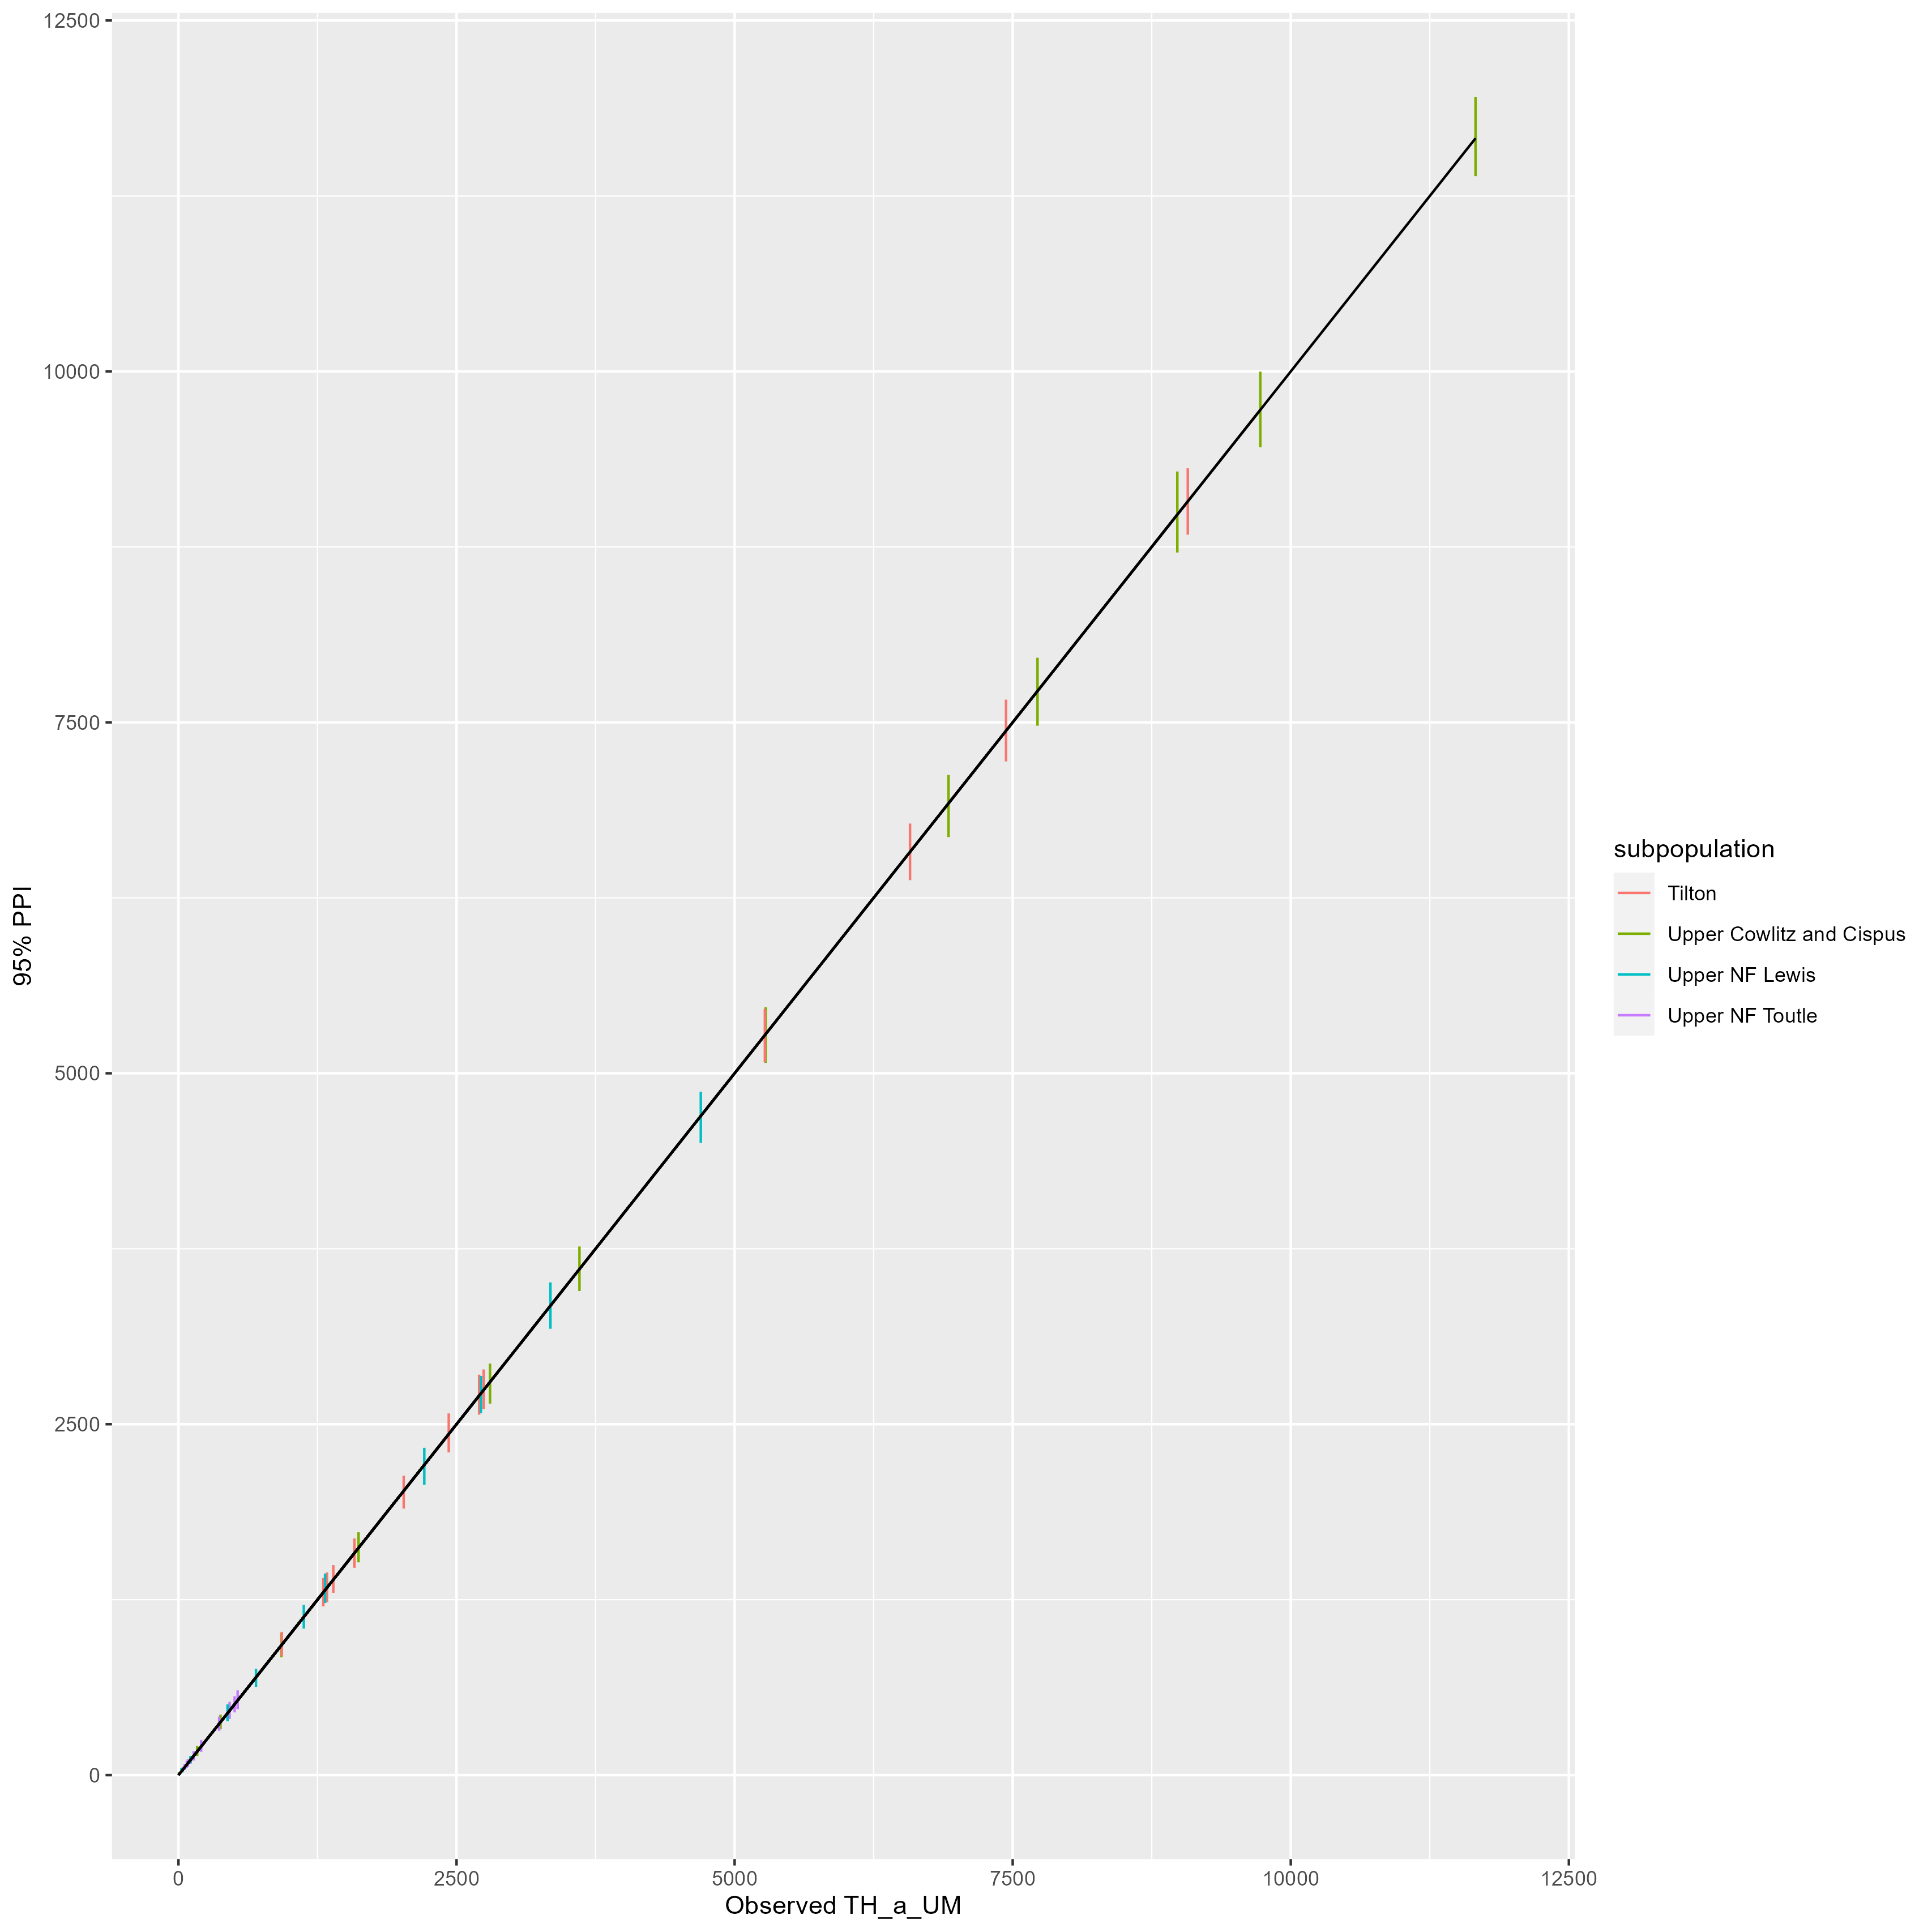 12500
10000
7500
5000
2500
0
95% PPI
0 2500 5000 7500 10000 12500
Observed TH_a_UM
subpopulation
Tilton
Upper Cowlitz and Cispus
Upper NF Lewis
Upper NF Toutle